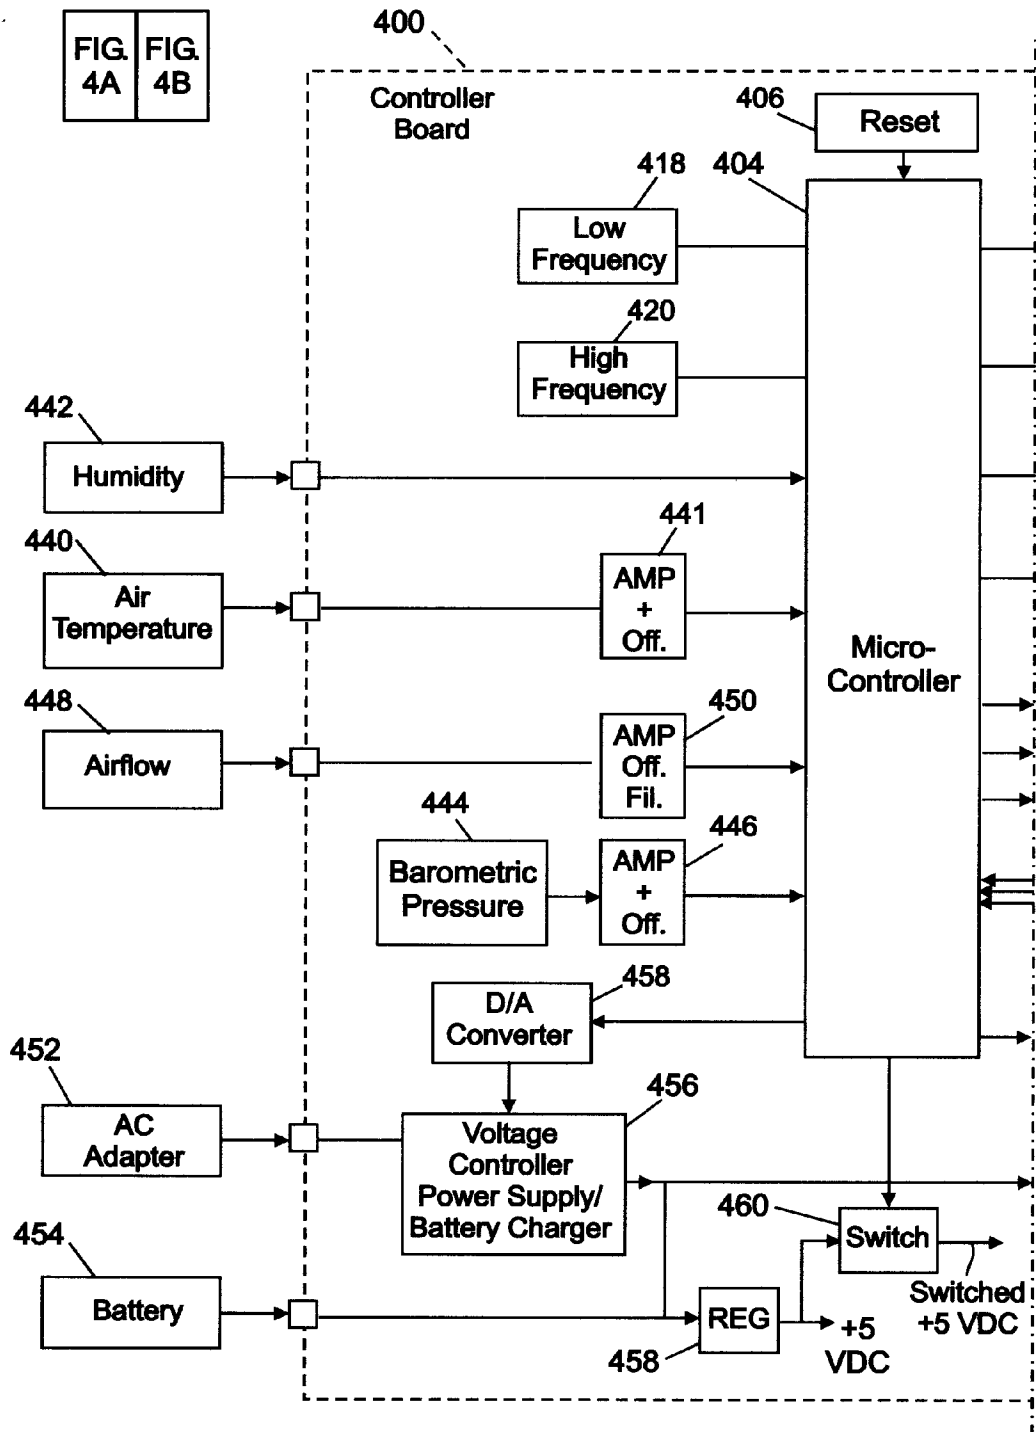 FIG. 4A
FIG. 4B
400
Controller
Board
406
Reset
418
404
Low
Frequency
420
High
Frequency
442
Humidity
440
Air
Temperature
441
AMP
+
Off.
Micro-
Controller
448
Airflow
450
AMP
Off.
Fil.
444
Barometric
Pressure
446
AMP
+
Off.
458
D/A
Converter
452
AC
Adapter
456
Voltage
Controller
Power Supply/
Battery Charger
460
Switch
454
Battery
REG
458
+5
VDC
Switched
+5 VDC